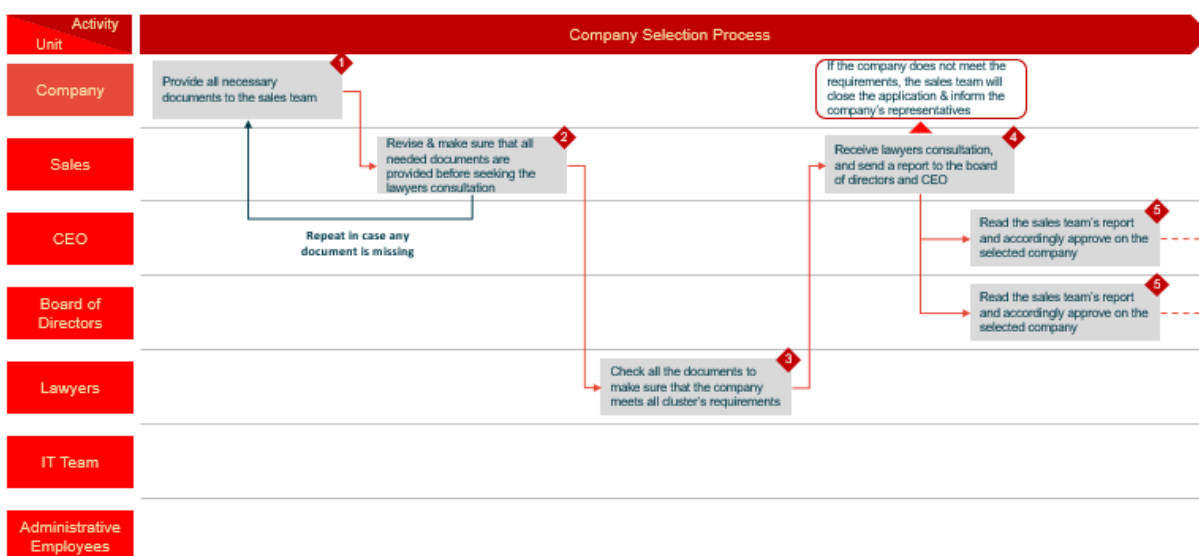 Activity
Unit
Company Selection Process
Company
1
Provide all necessary
documents to the sales team
If the company does not meet the
requirements, the sales team will
close the application & inform the
company's representatives
Sales
2
Revise & make sure that all
needed documents are
provided before seeking the
lawyers consultation
4
Receive lawyers consultation,
and send a report to the board
of directors and CEO
CEO
Repeat in case any
document is missing
5
Read the sales team's report
and accordingly approve on the
selected company
Board of
Directors
5
Read the sales team's report
and accordingly approve on the
selected company
Lawyers
3
Check all the documents to
make sure that the company
meets all cluster's requirements
IT Team
Administrative
Employees